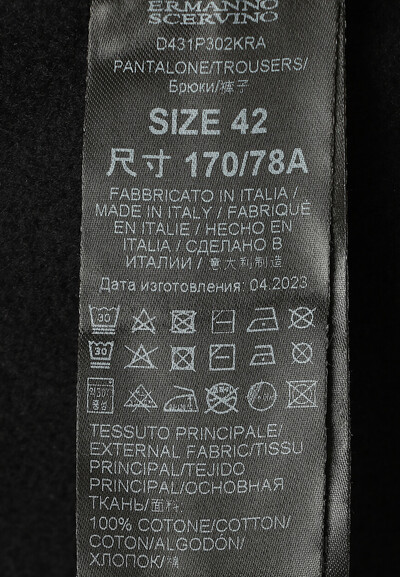 ERMANNO
SCERVINO
D431P302KRA
PANTALONE/TROUSERS/
Брюки/裤子
SIZE 42
尺寸 170/78A
FABBRICATO IN ITALIA /
MADE IN ITALY / FABRIQUÉ
EN ITALIE / HECHO EN
ITALIA / СДЕЛАНО В
ИТАЛИИ / 意大利制造
Дата изготовления: 04.2023
30
30
TESSUTO PRINCIPALE/
EXTERNAL FABRIC/TISSU
PRINCIPAL/TEJIDO
PRINCIPAL/ОСНОВНАЯ
ТКАНЬ/面料
100% COTONE/COTTON/
COTON/ALGODÓN/
ХЛОПОК/棉